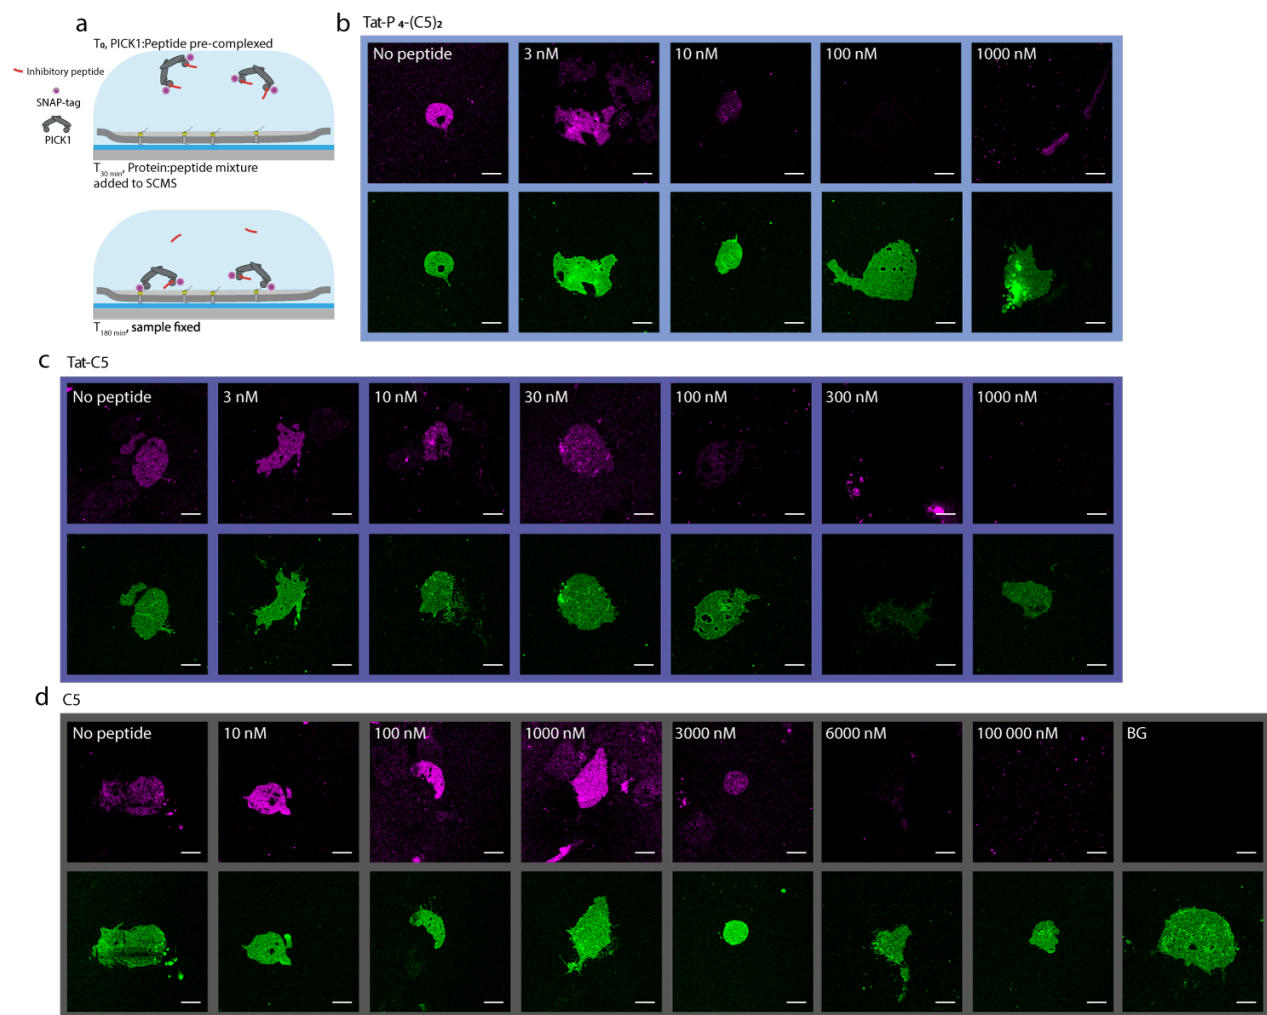 a
T₀, PICK1:Peptide pre-complexed
Inhibitory peptide
SNAP-tag
PICK1
T30 min, Protein:peptide mixture
added to SCMS
T180 min, sample fixed
b
Tat-P ₄-(C5)₂
No peptide 3 nM 10 nM 100 nM 1000 nM
c
Tat-C5
No peptide 3 nM 10 nM 30 nM 100 nM 300 nM 1000 nM
d
C5
No peptide 10 nM 100 nM 1000 nM 3000 nM 6000 nM 100 000 nM BG